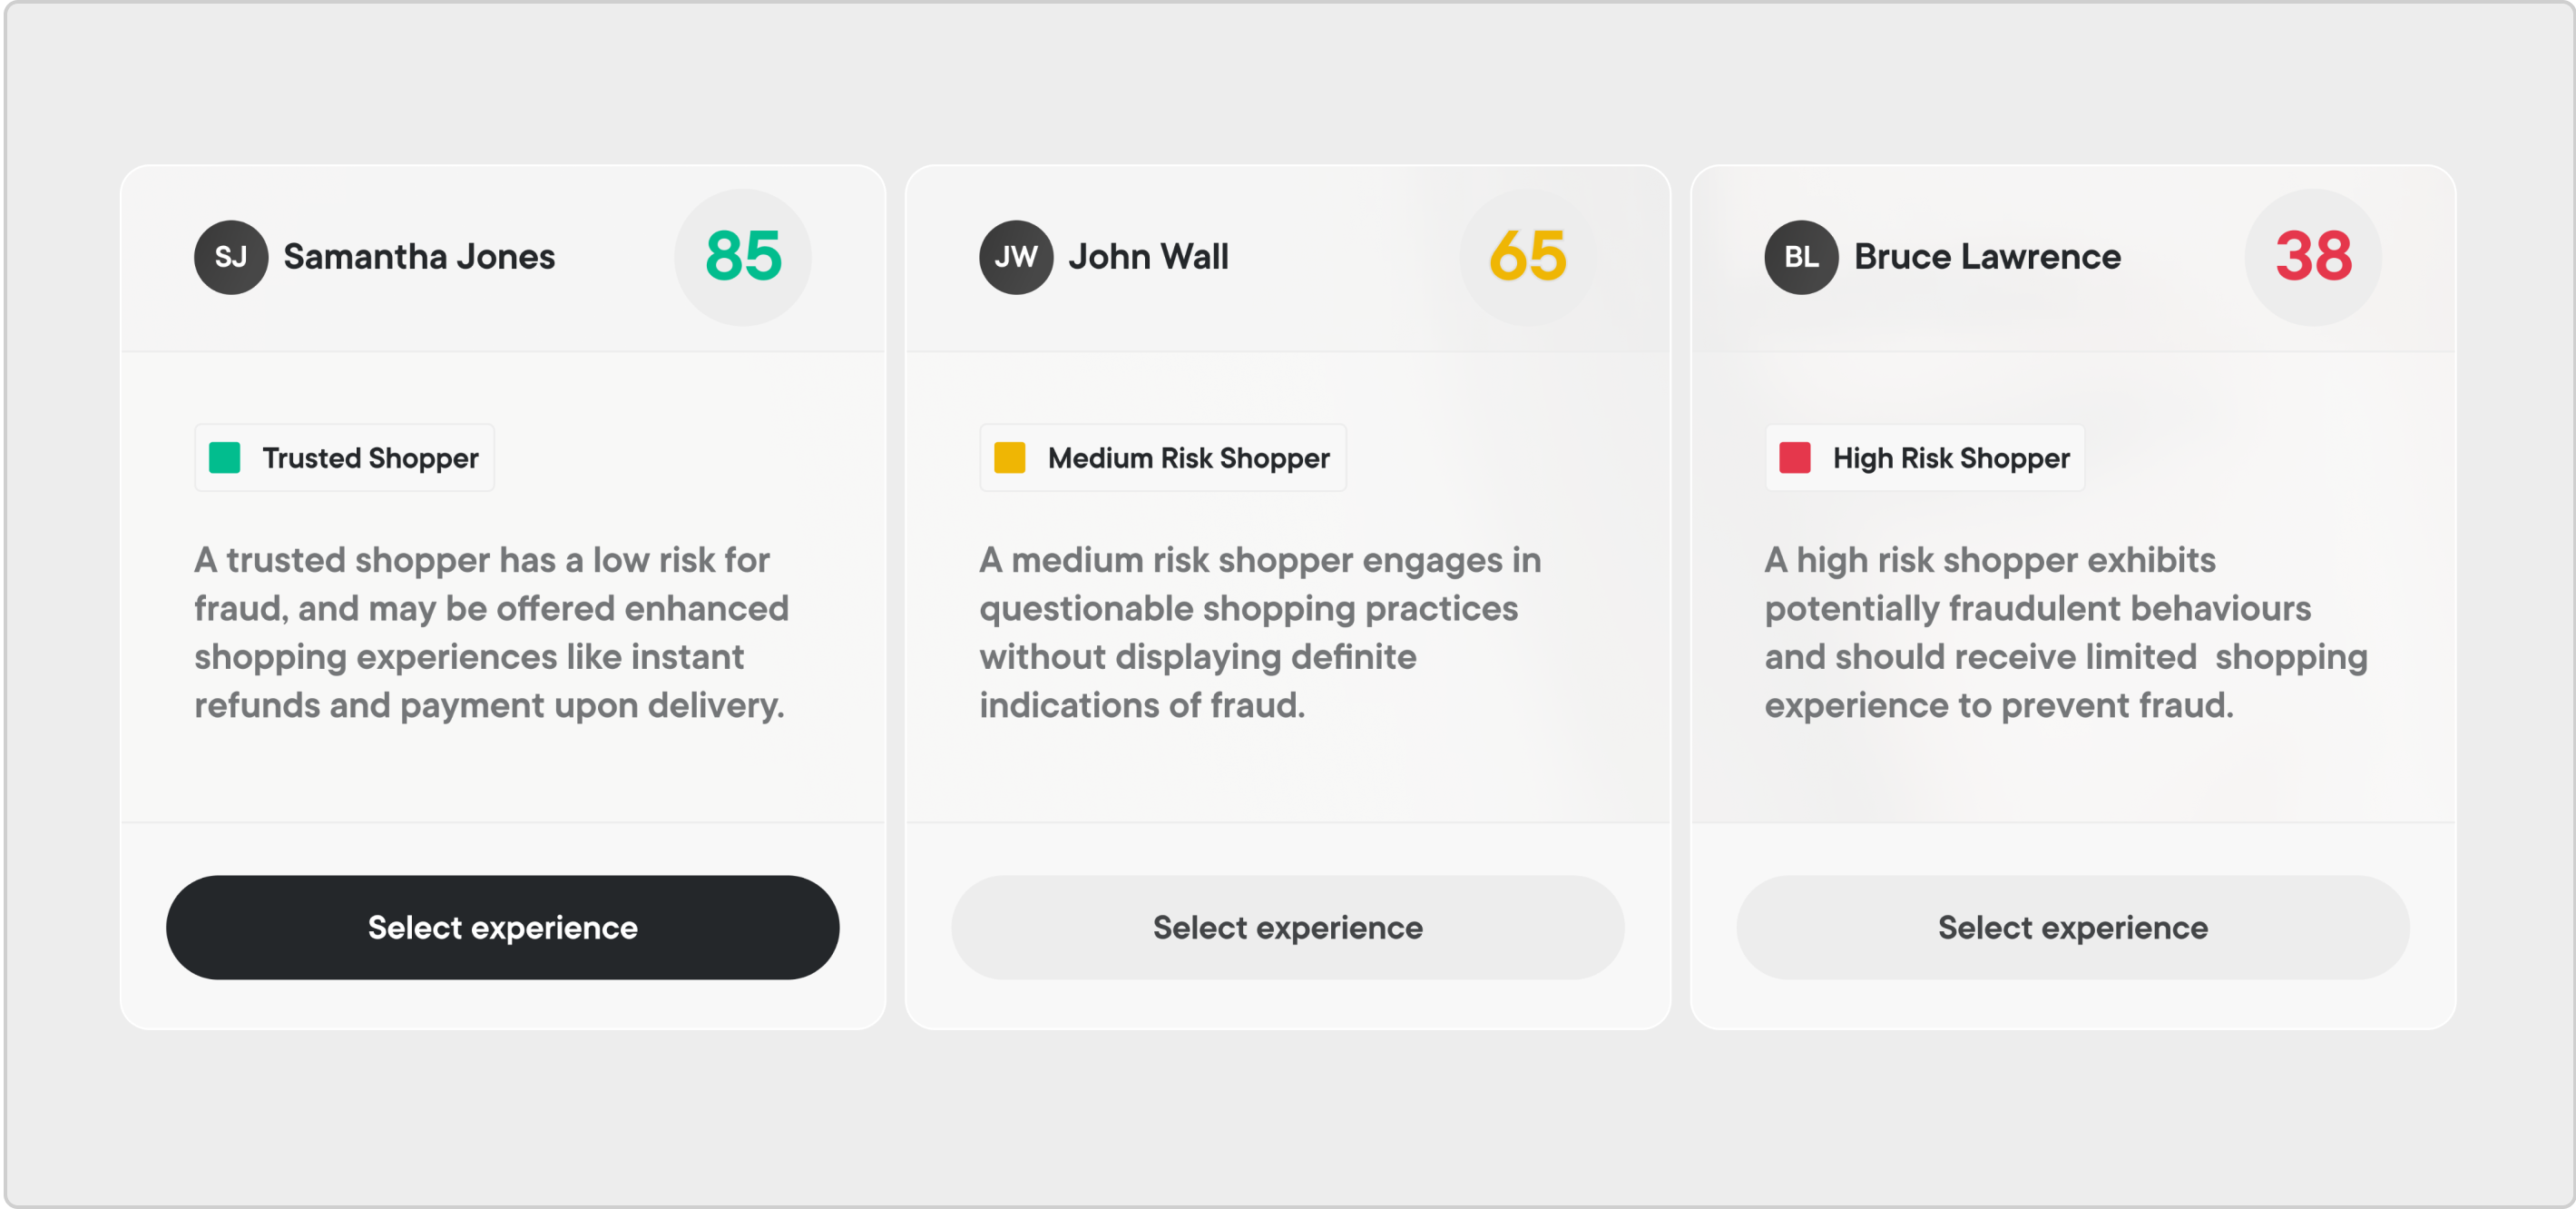 SJ Samantha Jones 85
Trusted Shopper
A trusted shopper has a low risk for
fraud, and may be offered enhanced
shopping experiences like instant
refunds and payment upon delivery.
Select experience
JW John Wall 65
Medium Risk Shopper
A medium risk shopper engages in
questionable shopping practices
without displaying definite
indications of fraud.
Select experience
BL Bruce Lawrence 38
High Risk Shopper
A high risk shopper exhibits
potentially fraudulent behaviours
and should receive limited  shopping
experience to prevent fraud.
Select experience